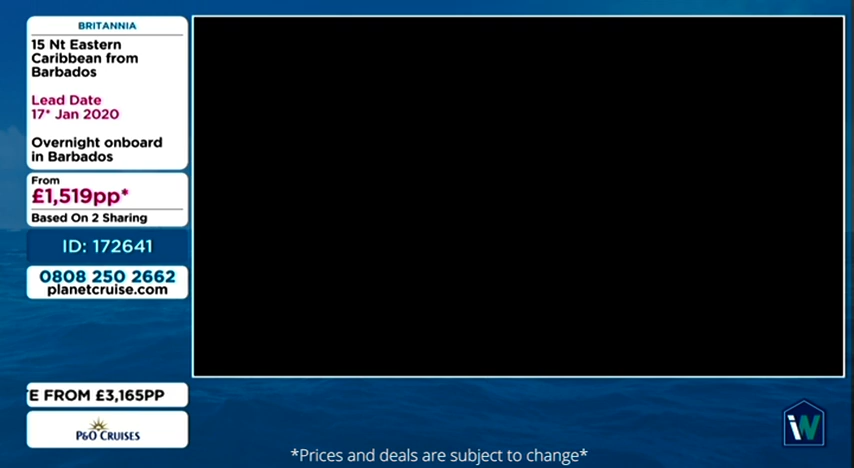 BRITANNIA
15 Nt Eastern
Caribbean from
Barbados
Lead Date
17* Jan 2020
Overnight onboard
in Barbados
From
£1,519pp*
Based On 2 Sharing
ID: 172641
0808 250 2662
planetcruise.com
E FROM £3,165PP
P&O CRUISES
iW
*Prices and deals are subject to change*